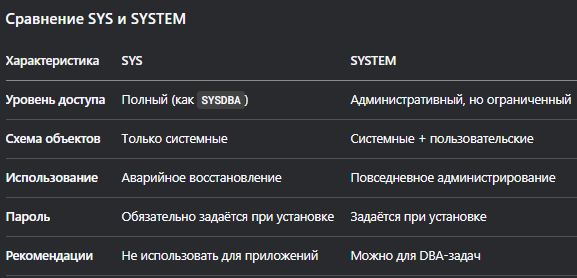 Сравнение SYS и SYSTEM
Характеристика SYS SYSTEM
Уровень доступа Полный (как SYSDBA) Административный, но ограниченный
Схема объектов Только системные Системные + пользовательские
Использование Аварийное восстановление Повседневное администрирование
Пароль Обязательно задаётся при установке Задаётся при установке
Рекомендации Не использовать для приложений Можно для DBA-задач